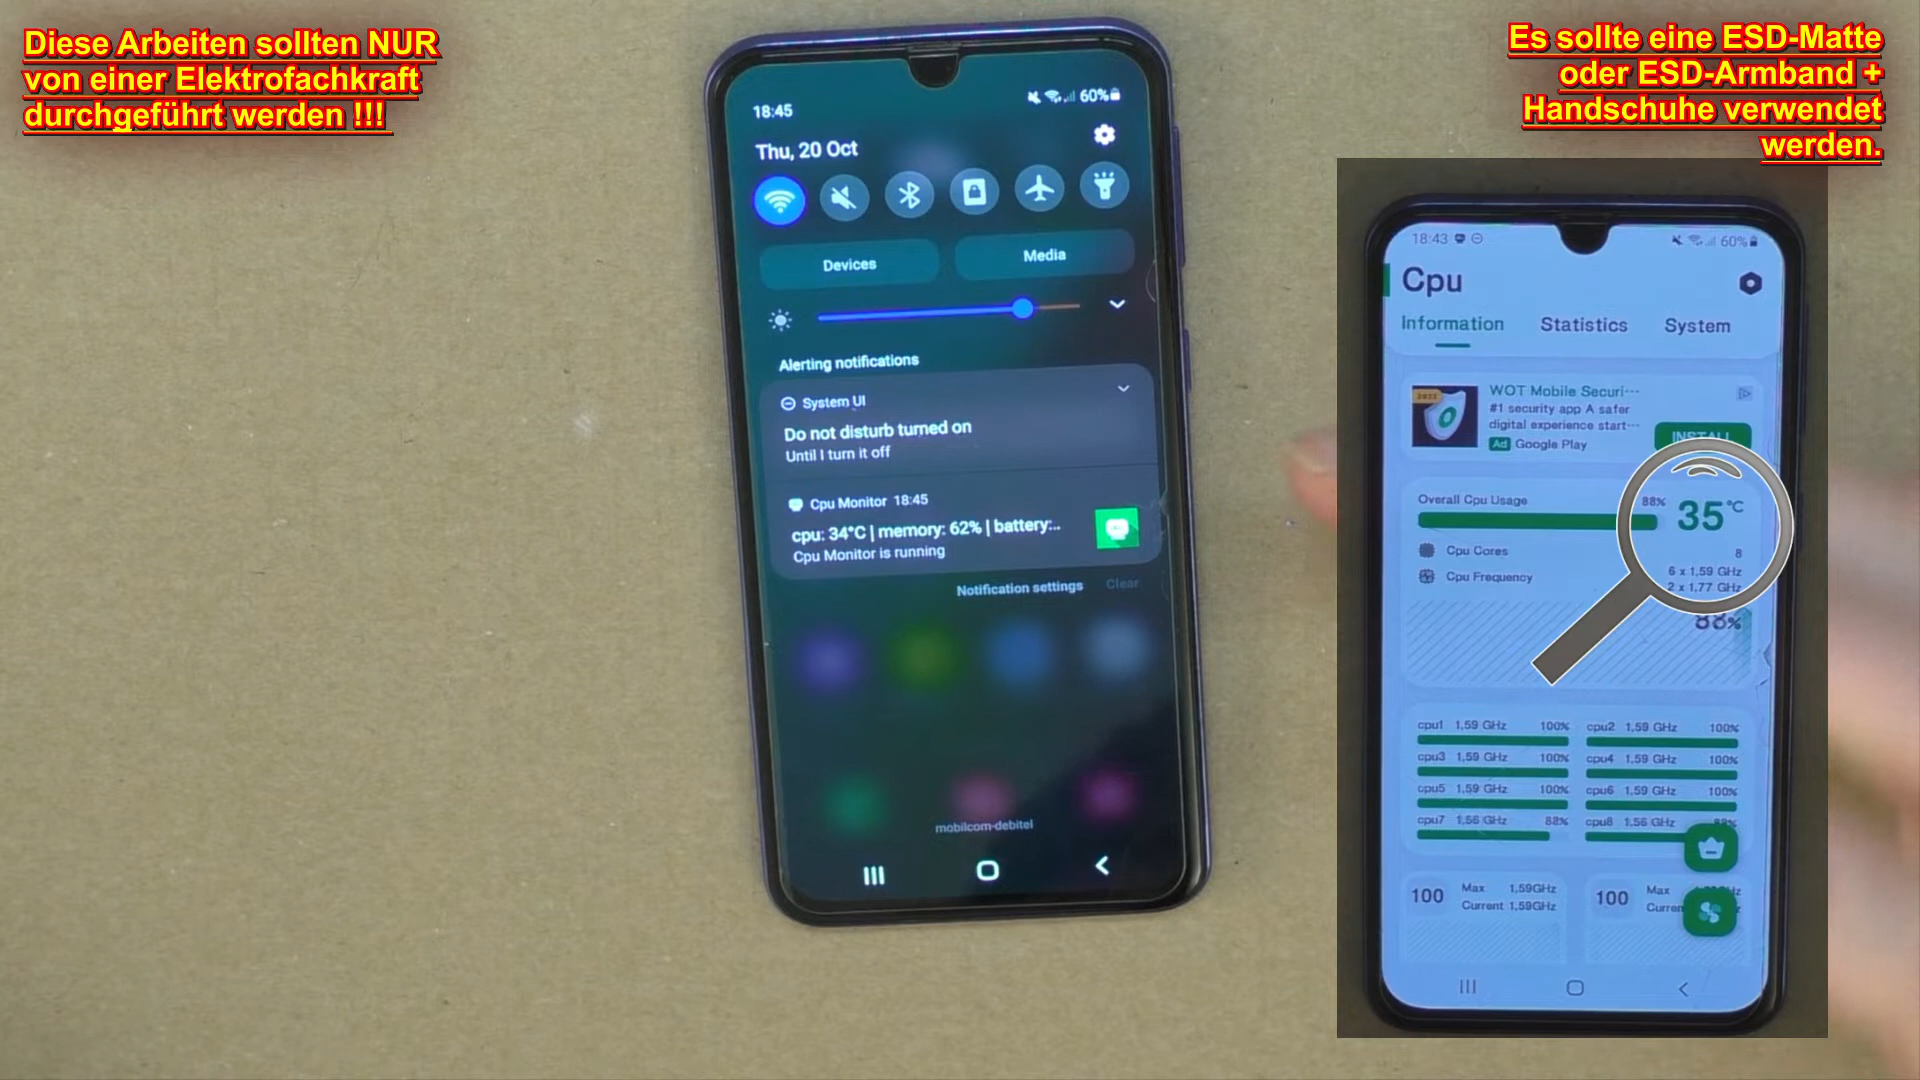 Diese Arbeiten sollten NUR
von einer Elektrofachkraft
durchgeführt werden !!!
Es sollte eine ESD-Matte
oder ESD-Armband +
Handschuhe verwendet
werden.
18:45
60%
Thu, 20 Oct
Devices
Media
Alerting notifications
System UI
Do not disturb turned on
Until I turn it off
Cpu Monitor 18:45
cpu: 34°C | memory: 62% | battery:...
Cpu Monitor is running
Notification settings
Clear
mobilcom-debitel
18:43
60%
Cpu
Information
Statistics
System
2022
WOT Mobile Securi...
#1 security app A safer
digital experience start...
Ad Google Play
INSTALL
Overall Cpu Usage
88%
35°C
Cpu Cores
8
Cpu Frequency
6 x 1,59 GHz
2 x 1,77 GHz
88%
cpu1 1,59 GHz 100%
cpu2 1,59 GHz 100%
cpu3 1,59 GHz 100%
cpu4 1,59 GHz 100%
cpu5 1,59 GHz 100%
cpu6 1,59 GHz 100%
cpu7 1,56 GHz 88%
cpu8 1,56 GHz 88%
100
Max 1,59GHz
Current 1,59GHz
100
Max